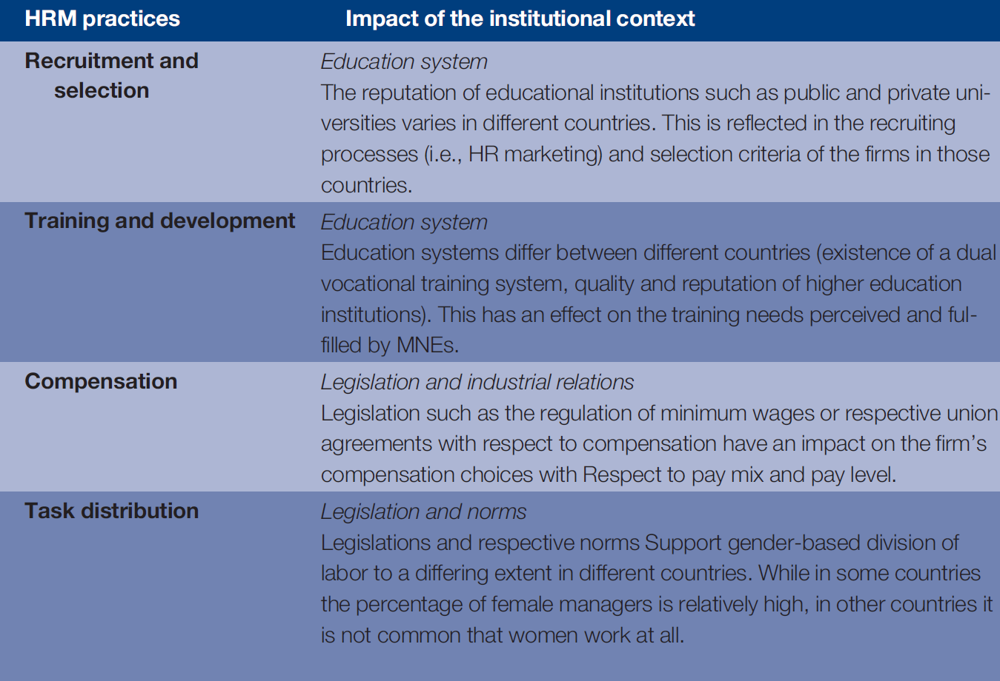 HRM practices
Impact of the institutional context
Recruitment and
selection
Education system
The reputation of educational institutions such as public and private uni-
versities varies in different countries. This is reflected in the recruiting
processes (i.e., HR marketing) and selection criteria of the firms in those
countries.
Training and development
Education system
Education systems differ between different countries (existence of a dual
vocational training system, quality and reputation of higher education
institutions). This has an effect on the training needs perceived and ful-
filled by MNEs.
Compensation
Legislation and industrial relations
Legislation such as the regulation of minimum wages or respective union
agreements with respect to compensation have an impact on the firm’s
compensation choices with Respect to pay mix and pay level.
Task distribution
Legislation and norms
Legislations and respective norms Support gender-based division of
labor to a differing extent in different countries. While in some countries
the percentage of female managers is relatively high, in other countries it
is not common that women work at all.